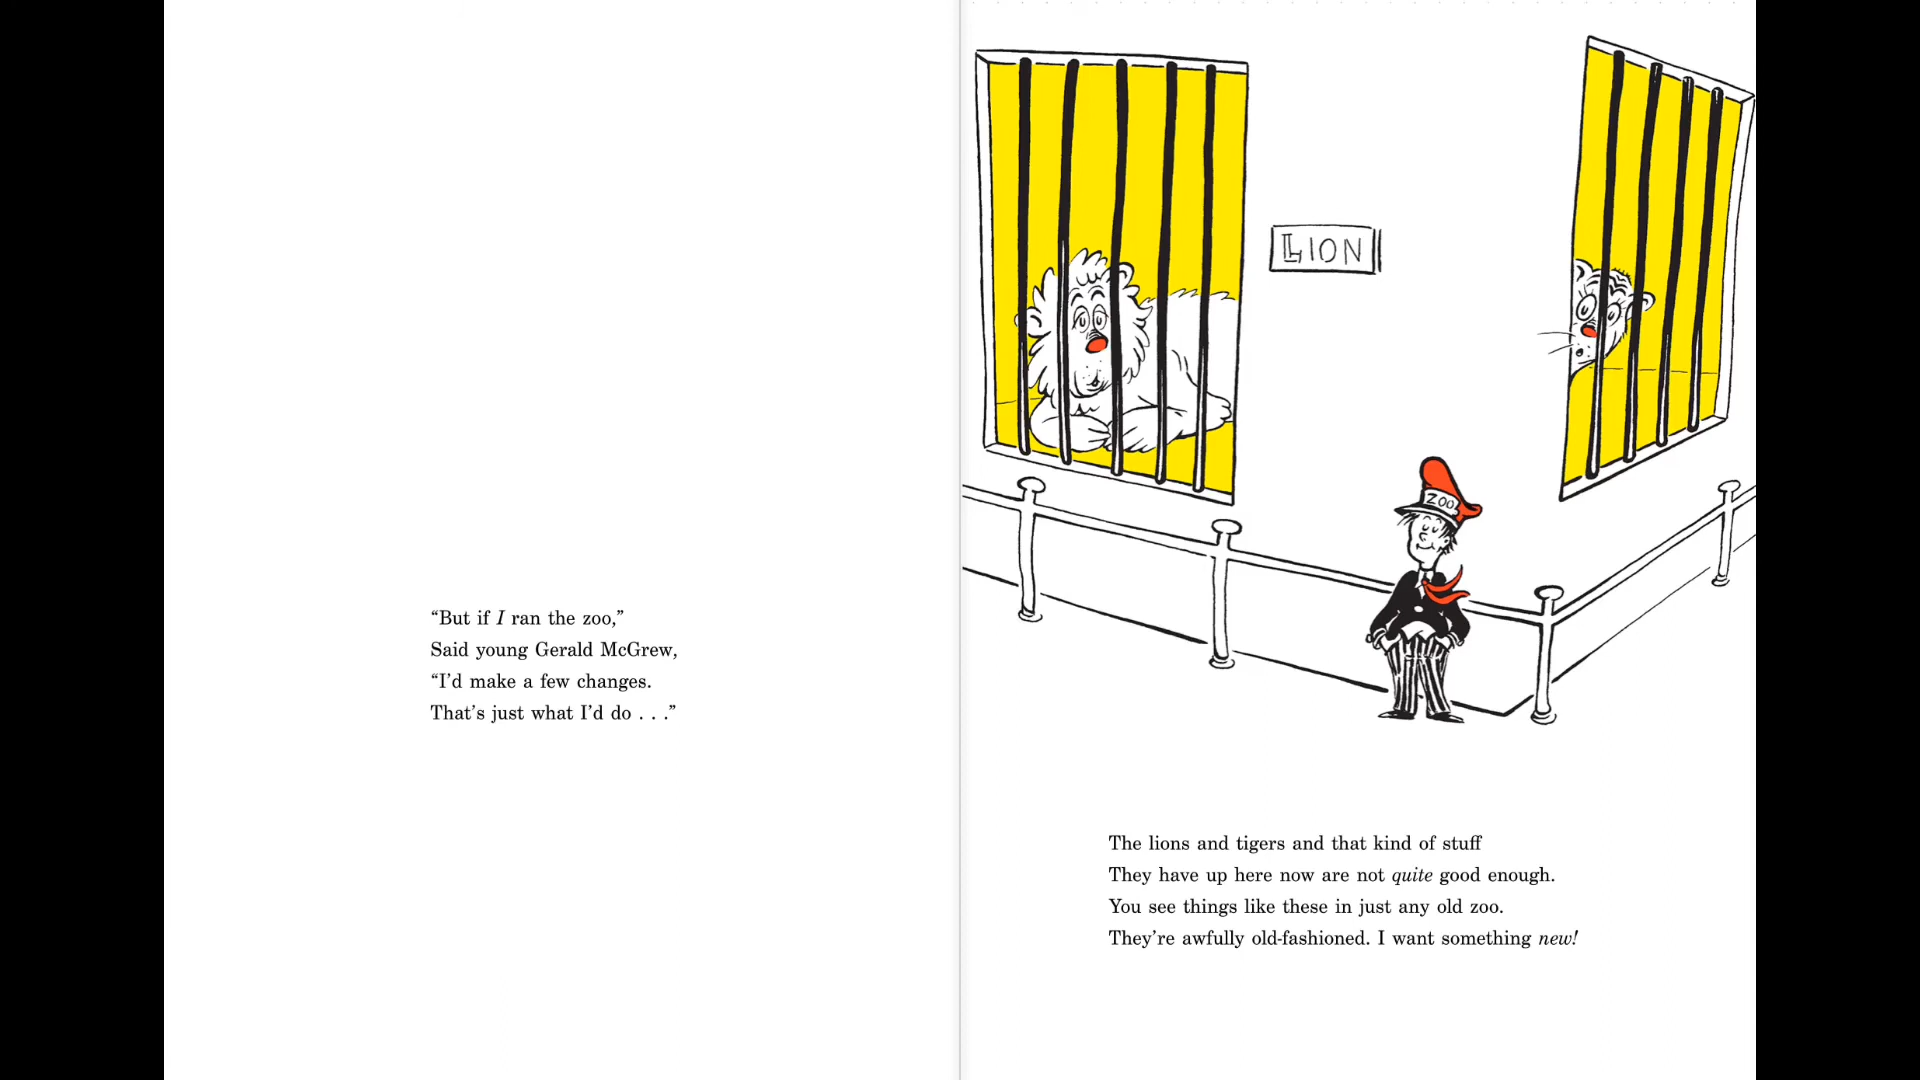 “But if I ran the zoo,”
Said young Gerald McGrew,
“I’d make a few changes.
That’s just what I’d do . . .”
LION
ZOO
The lions and tigers and that kind of stuff
They have up here now are not quite good enough.
You see things like these in just any old zoo.
They’re awfully old-fashioned. I want something new!